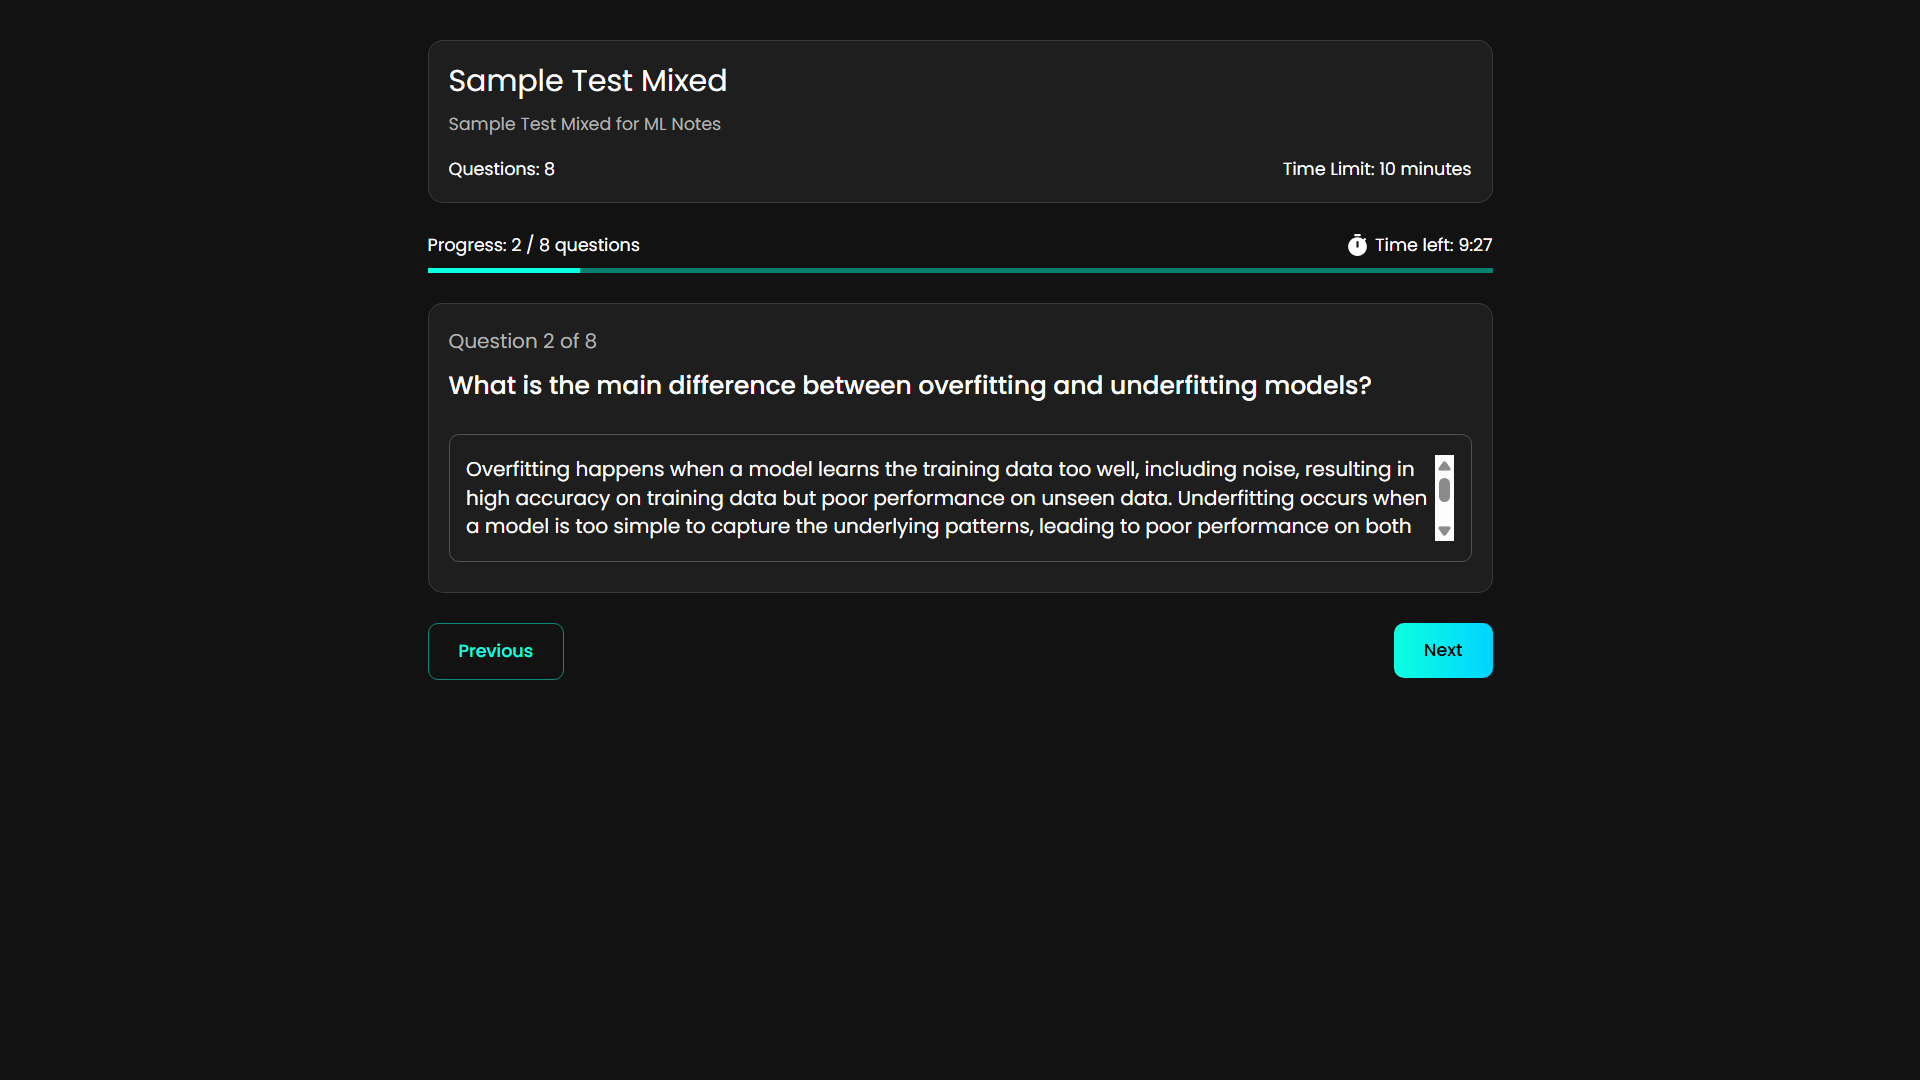 Sample Test Mixed
Sample Test Mixed for ML Notes
Questions: 8
Time Limit: 10 minutes
Progress: 2 / 8 questions
Time left: 9:27
Question 2 of 8
What is the main difference between overfitting and underfitting models?
Overfitting happens when a model learns the training data too well, including noise, resulting in
high accuracy on training data but poor performance on unseen data. Underfitting occurs when
a model is too simple to capture the underlying patterns, leading to poor performance on both
Previous
Next